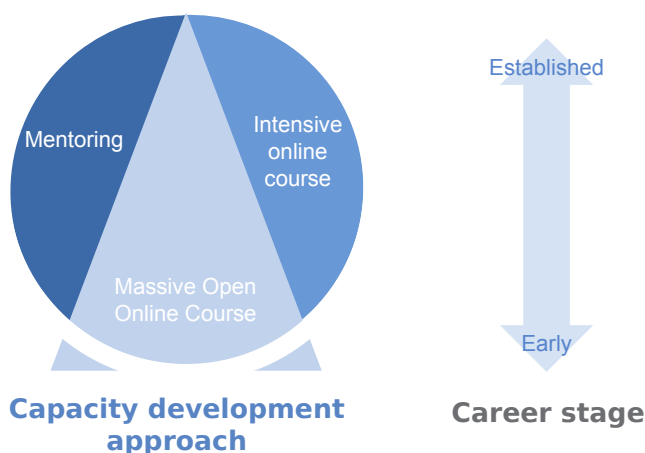 Mentoring
Intensive
online
course
Massive Open
Online Course
Capacity development
approach
Established
Early
Career stage